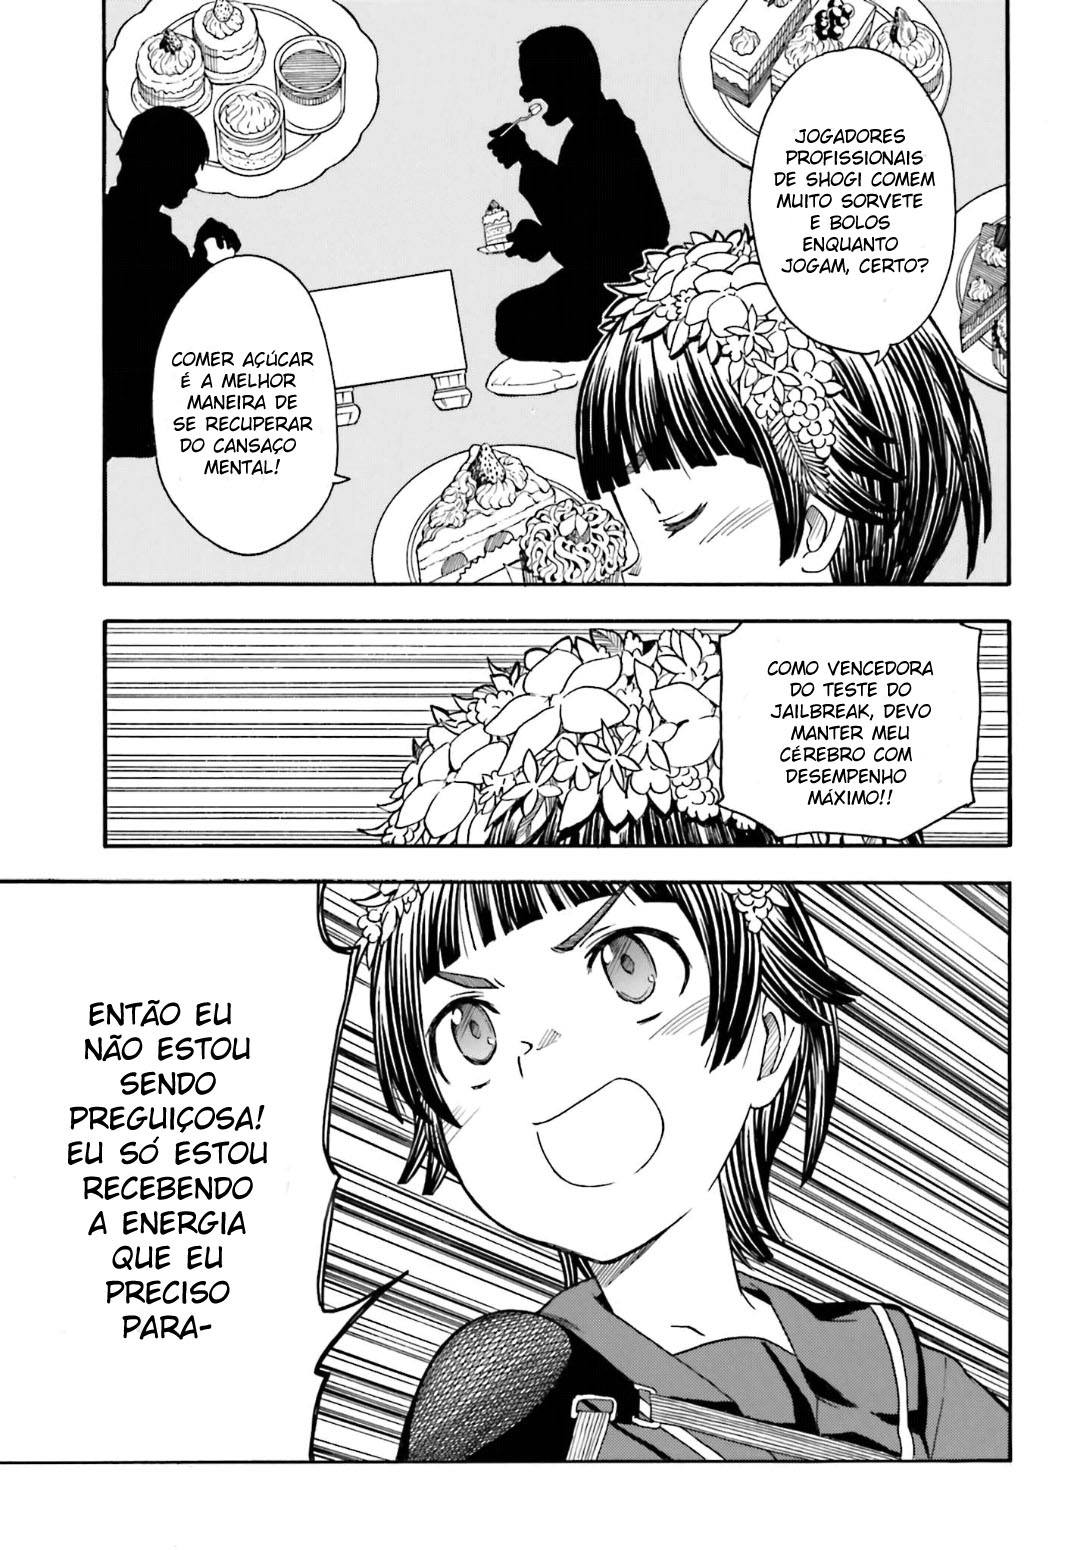 JOGADORES
PROFISSIONAIS
DE SHOGI COMEM
MUITO SORVETE
E BOLOS
ENQUANTO
JOGAM, CERTO?
COMER AÇÚCAR
É A MELHOR
MANEIRA DE
SE RECUPERAR
DO CANSAÇO
MENTAL!
COMO VENCEDORA
DO TESTE DO
JAILBREAK, DEVO
MANTER MEU
CÉREBRO COM
DESEMPENHO
MÁXIMO!!
ENTÃO EU
NÃO ESTOU
SENDO
PREGUIÇOSA!
EU SÓ ESTOU
RECEBENDO
A ENERGIA
QUE EU
PRECISO
PARA-